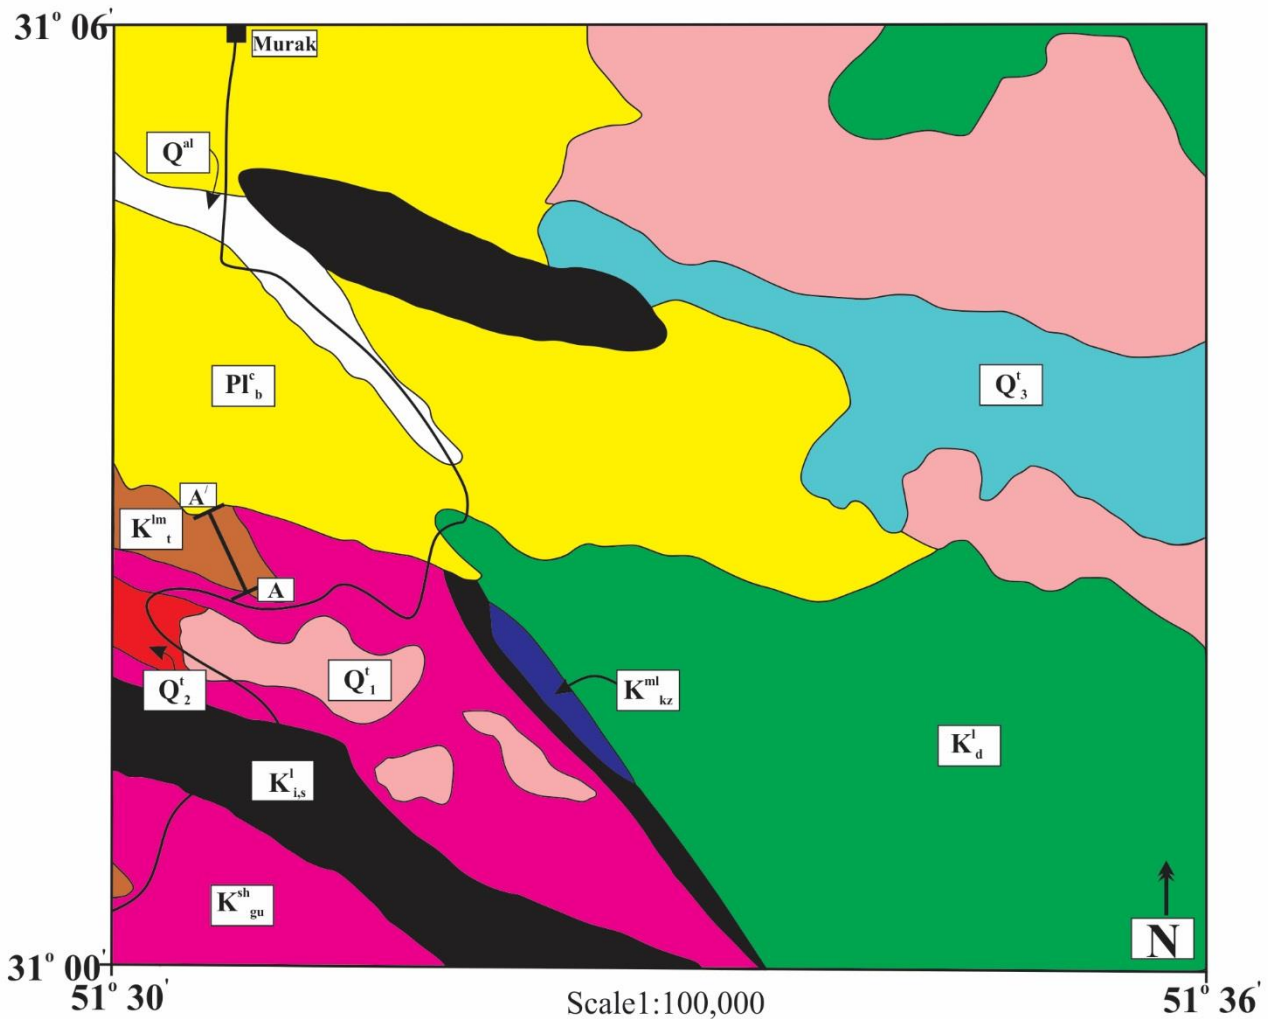 31° 06'
Murak
Q^al
Pl^c_b
Q^t_3
A'
K^lm_t
A
Q^t_2
Q^t_1
K^ml_kz
K^l_d
K^l_i,s
K^sh_gu
N
31° 00'
51° 30'
Scale1:100,000
51° 36'